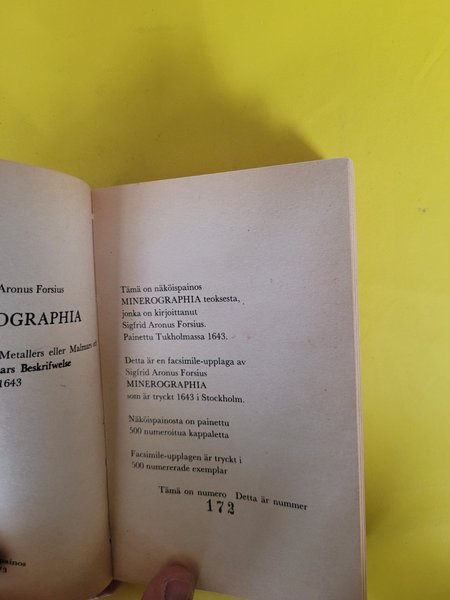 Aronus Forsius
OGRAPHIA
Metallers eller Malmars
ars Beskrifwelse
1643
Tämä on näköispainos
MINEROGRAPHIA teoksesta,
jonka on kirjoittanut
Sigfrid Aronus Forsius.
Painettu Tukholmassa 1643.
Detta är en facsimile-upplaga av
Sigfrid Aronus Forsius
MINEROGRAPHIA
som är tryckt 1643 i Stockholm.
Näköispainosta on painettu
500 numeroitua kappaletta
Facsimile-upplagen är tryckt i
500 numererade exemplar
Tämä on numero Detta är nummer
172